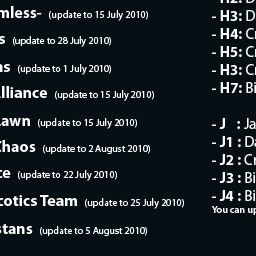 mless- (update to 15 July 2010)
s (update to 28 July 2010)
ns (update to 1 July 2010)
lliance (update to 15 July 2010)
awn (update to 15 July 2010)
Chaos (update to 2 August 2010)
ce (update to 22 July 2010)
cotics Team (update to 25 July 2010)
stans (update to 5 August 2010)
- H3: D
- H4: Cr
- H5: Cr
- H3: Cr
- H7: Bi
- J : Ja
- J1 : Da
- J2 : Cr
- J3 : Bi
- J4 : Bi
You can up